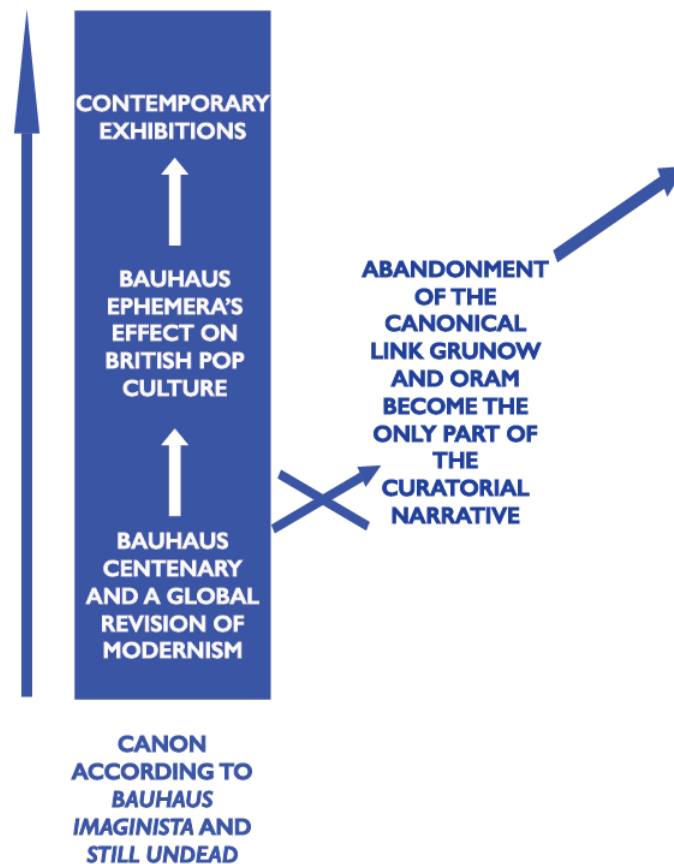 CONTEMPORARY
EXHIBITIONS
BAUHAUS
EPHEMERA’S
EFFECT ON
BRITISH POP
CULTURE
BAUHAUS
CENTENARY
AND A GLOBAL
REVISION OF
MODERNISM
CANON
ACCORDING TO
BAUHAUS
IMAGINISTA AND
STILL UNDEAD
ABANDONMENT
OF THE
CANONICAL
LINK GRUNOW
AND ORAM
BECOME THE
ONLY PART OF
THE
CURATORIAL
NARRATIVE